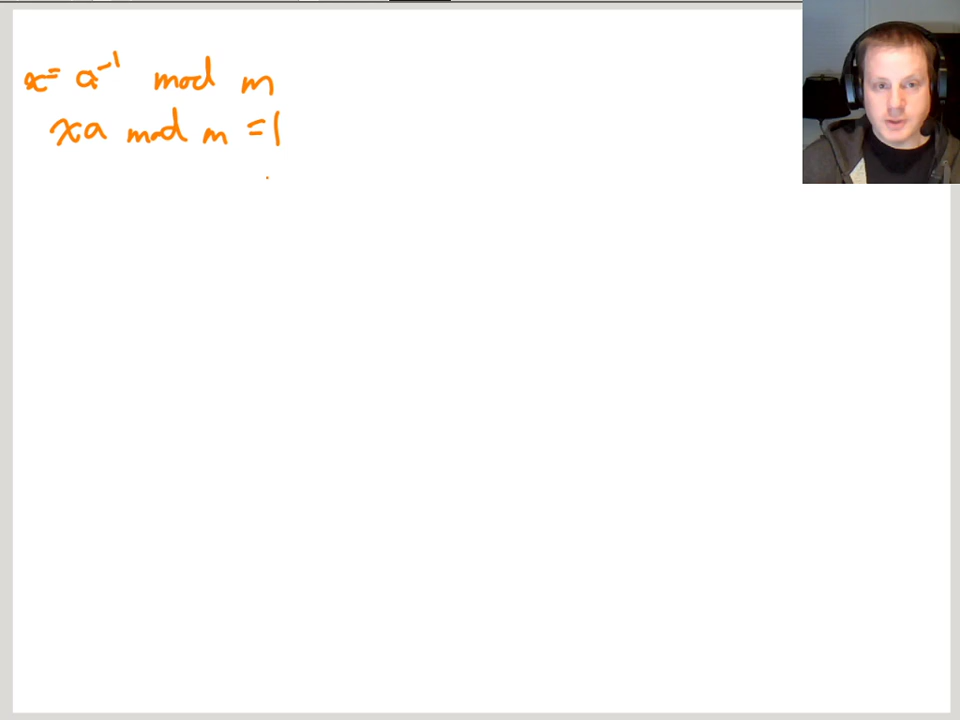 x = a⁻¹ mod m
xa mod m = 1